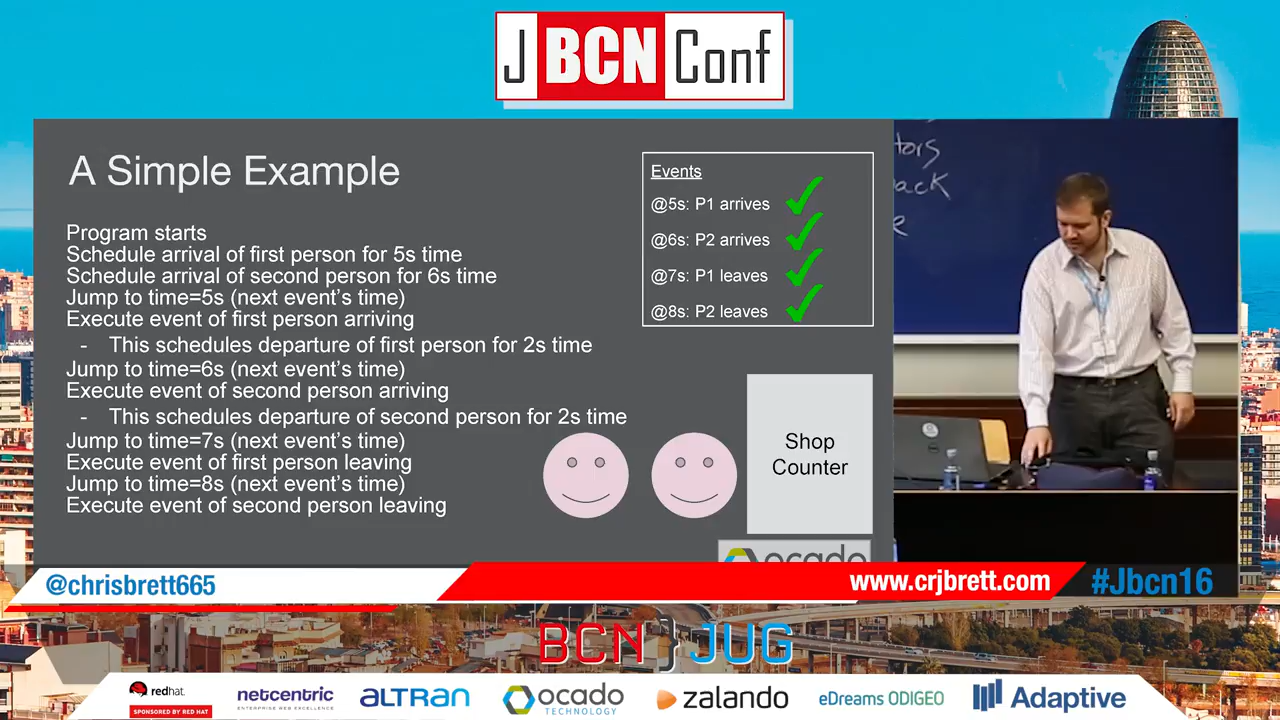 J BCN Conf
A Simple Example
Program starts
Schedule arrival of first person for 5s time
Schedule arrival of second person for 6s time
Jump to time=5s (next event's time)
Execute event of first person arriving
- This schedules departure of first person for 2s time
Jump to time=6s (next event's time)
Execute event of second person arriving
- This schedules departure of second person for 2s time
Jump to time=7s (next event's time)
Execute event of first person leaving
Jump to time=8s (next event's time)
Execute event of second person leaving
Events
@5s: P1 arrives
@6s: P2 arrives
@7s: P1 leaves
@8s: P2 leaves
Shop
Counter
ocado
@chrisbrett665
www.crjbrett.com
#Jbcn16
BCN JUG
redhat.
SPONSORED BY RED HAT
netcentric
ENTERPRISE WEB EXCELLENCE
ALTRAN
ocado
TECHNOLOGY
zalando
eDreams ODIGEO
Adaptive